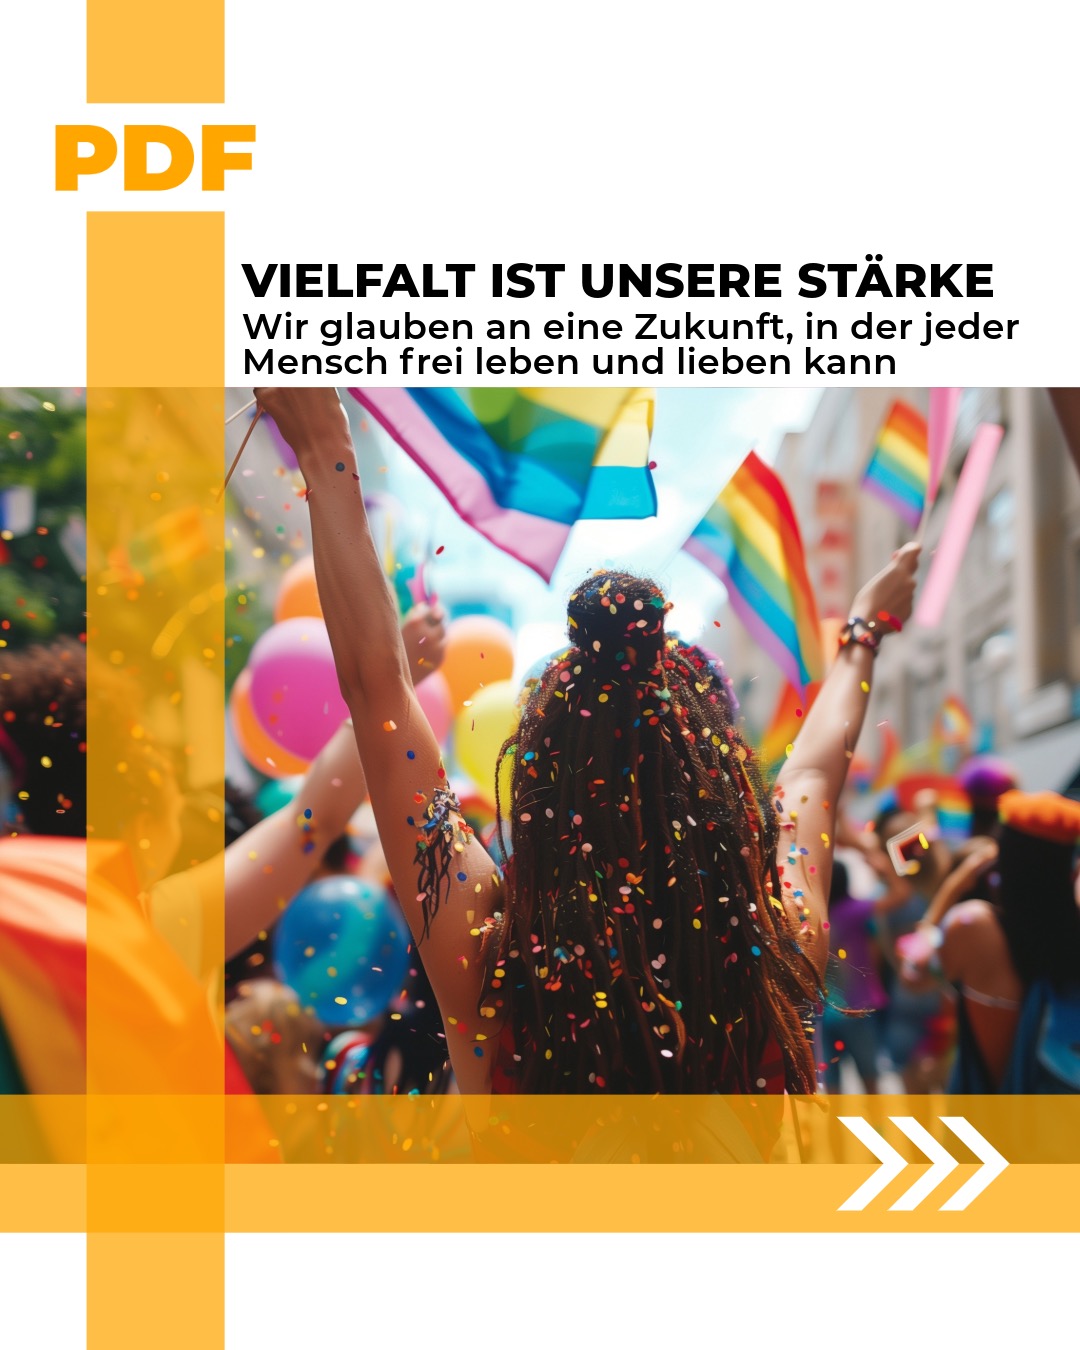 PDF
VIELFALT IST UNSERE STÄRKE
Wir glauben an eine Zukunft, in der jeder
Mensch frei leben und lieben kann